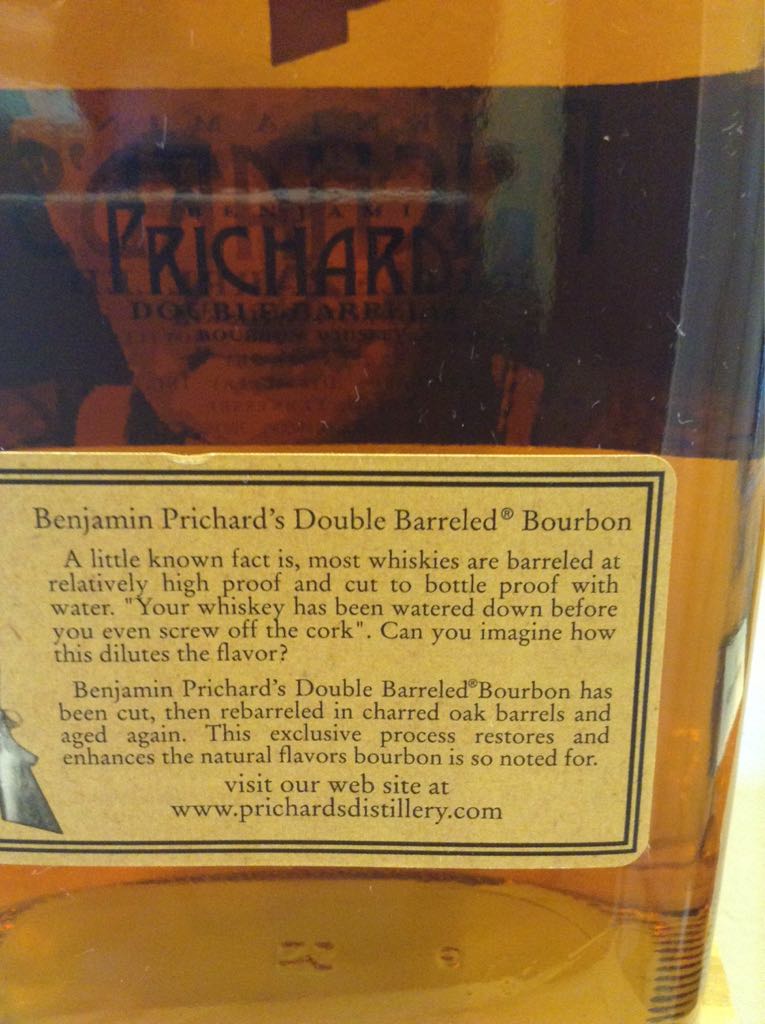 BENJAMI
PRICHARD
DOUBLE BARREL
BOURBON WHISKEY
Benjamin Prichard's Double Barreled® Bourbon
A little known fact is, most whiskies are barreled at
relatively high proof and cut to bottle proof with
water. "Your whiskey has been watered down before
you even screw off the cork". Can you imagine how
this dilutes the flavor?
Benjamin Prichard's Double Barreled®Bourbon has
been cut, then rebarreled in charred oak barrels and
aged again. This exclusive process restores and
enhances the natural flavors bourbon is so noted for.
visit our web site at
www.prichardsdistillery.com